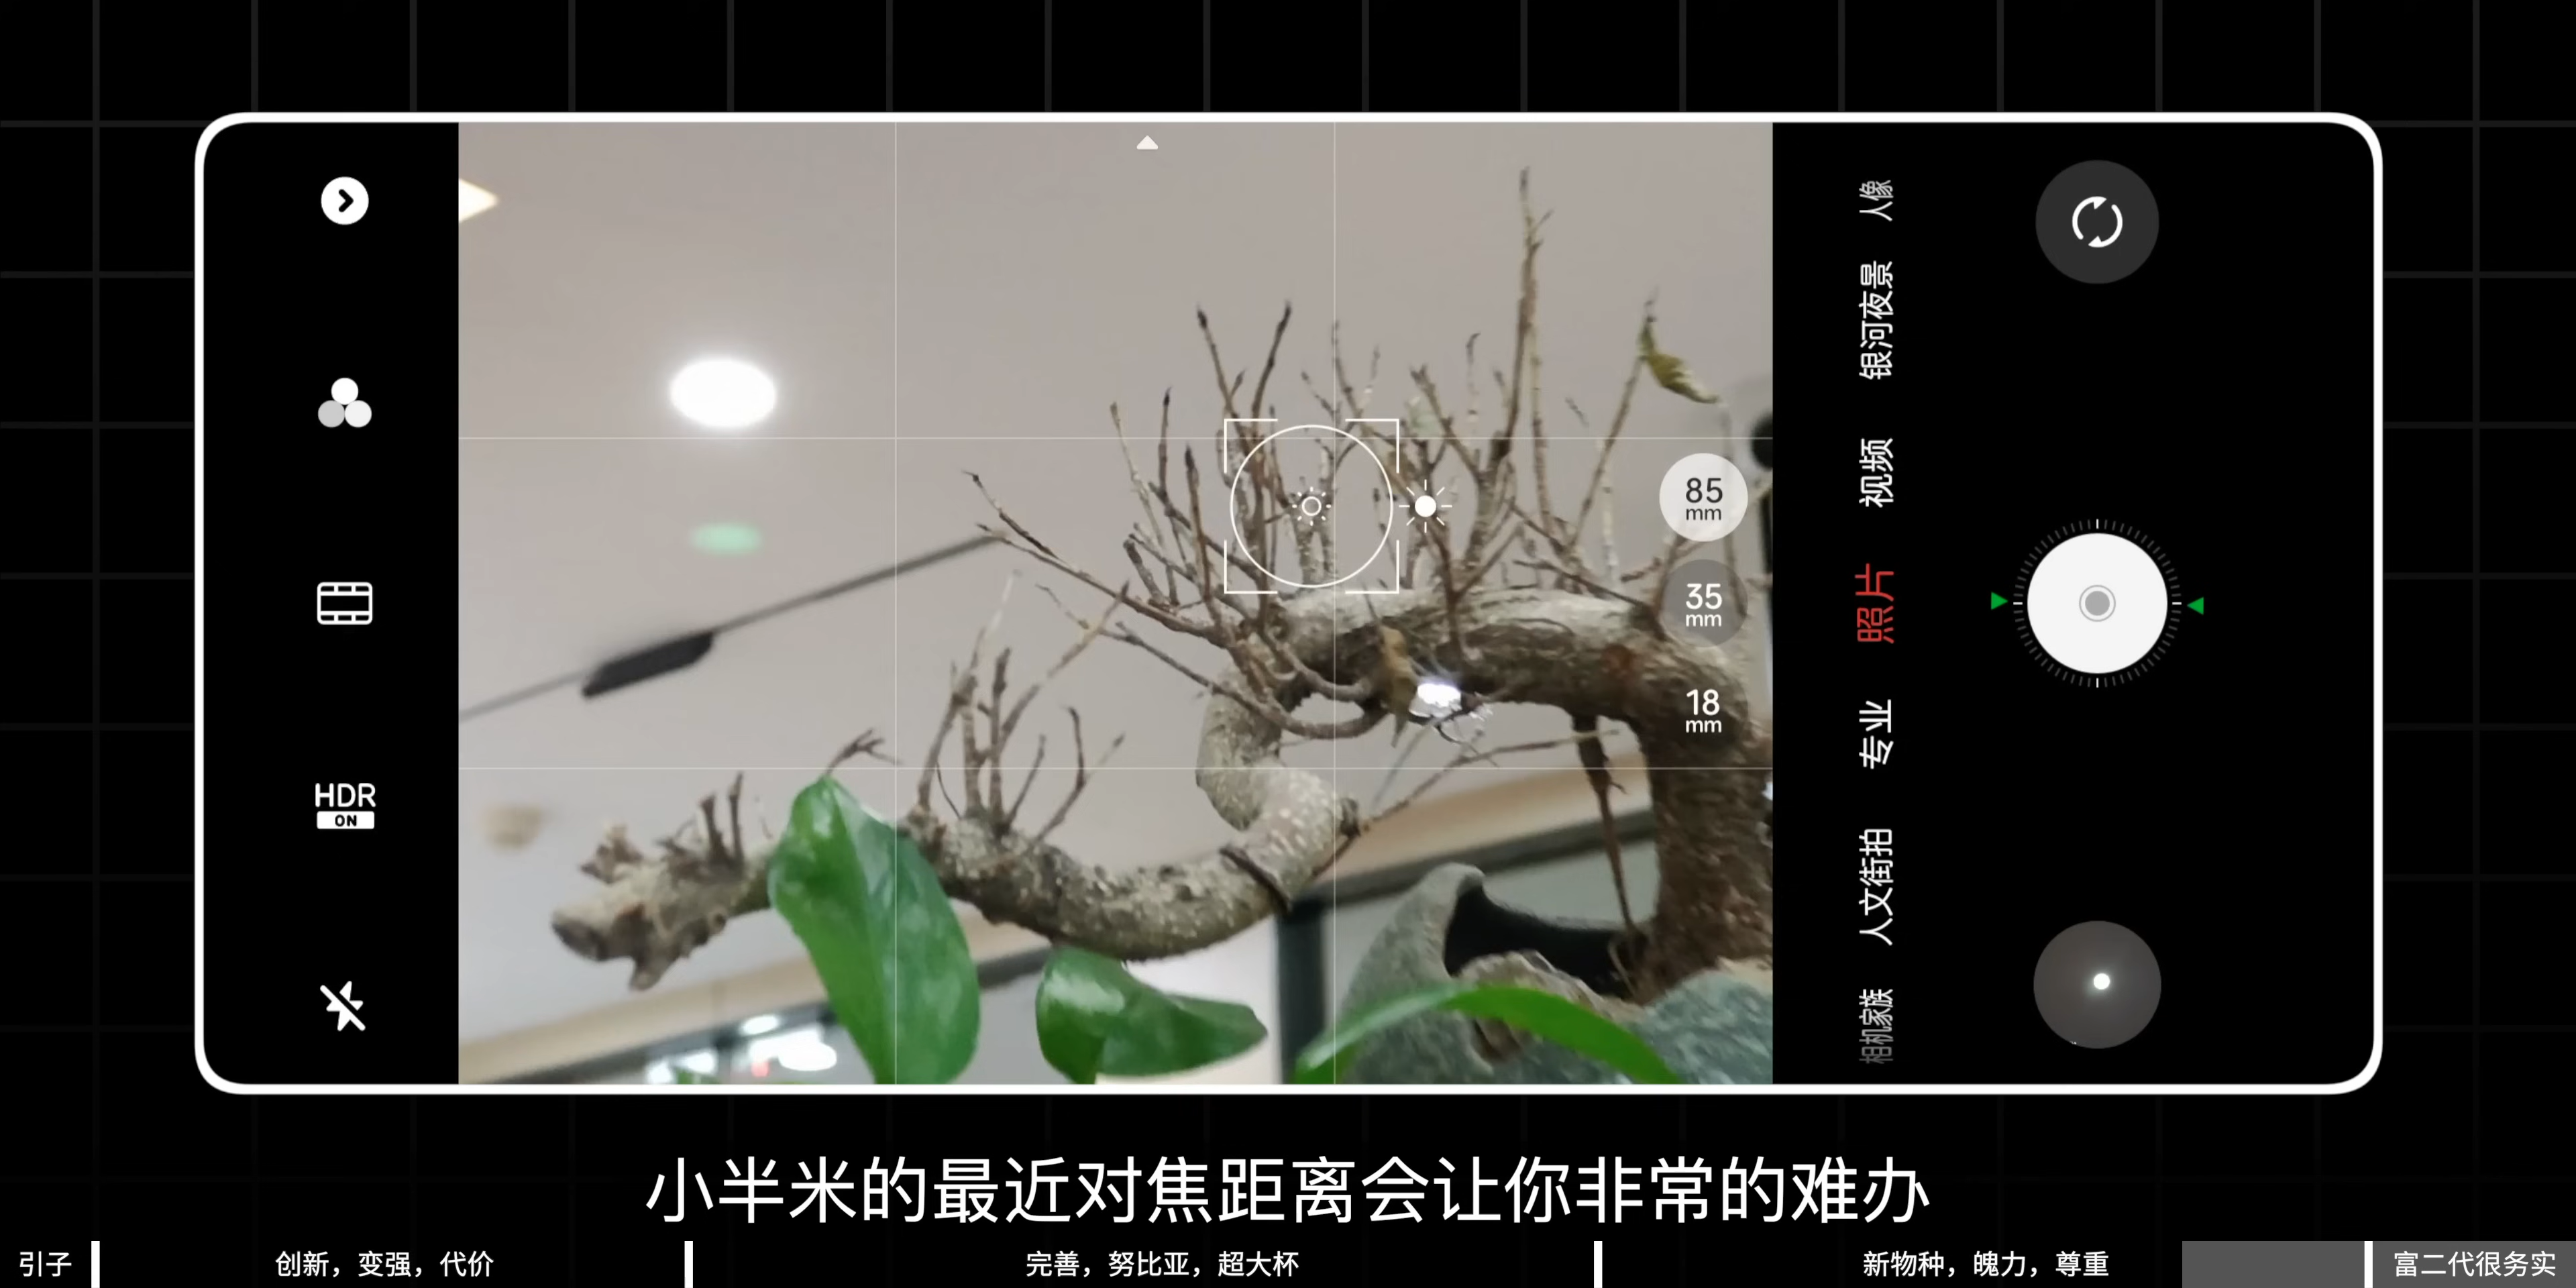 HDR
ON
85
mm
35
mm
18
mm
人像
银河夜景
视频
照片
专业
人文街拍
相机家族
小半米的最近对焦距离会让你非常的难办
引子
创新，变强，代价
完善，努比亚，超大杯
新物种，魄力，尊重
富二代很务实